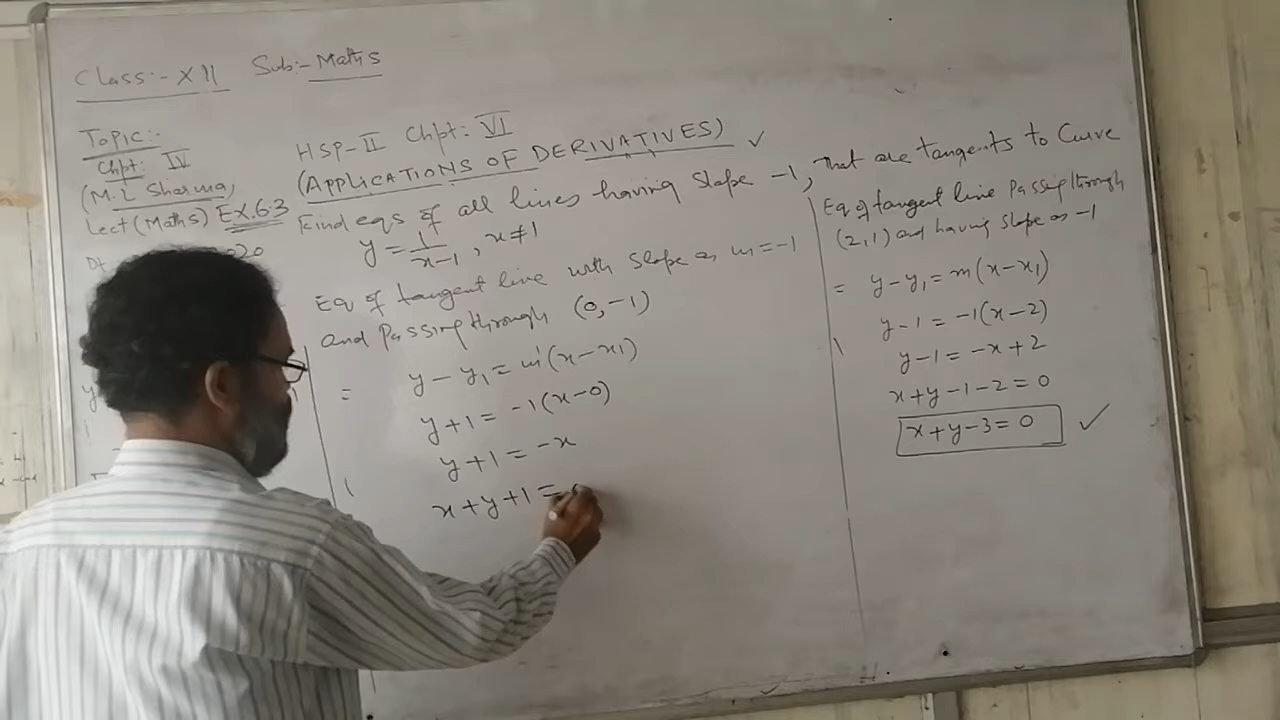 Class:- XII Sub:- Maths
Topic:-
Chpt: IV
(M.L Sharma,
Lect (Maths) EX.6.3
Dt 20
HSP-II Chpt: VI
(APPLICATIONS OF DERIVATIVES) ✓
Find eqs of all lines having slope -1, that are tangents to curve
y = 1/(x-1), x≠1
Eq of tangent line with slope as m = -1
and passing through (0, -1)
= y - y₁ = m(x - x₁)
y + 1 = -1(x - 0)
y + 1 = -x
x + y + 1 =
Eq of tangent line passing through
(2,1) and having slope as -1
= y - y₁ = m(x - x₁)
y - 1 = -1(x - 2)
y - 1 = -x + 2
x + y - 1 - 2 = 0
x + y - 3 = 0 ✓